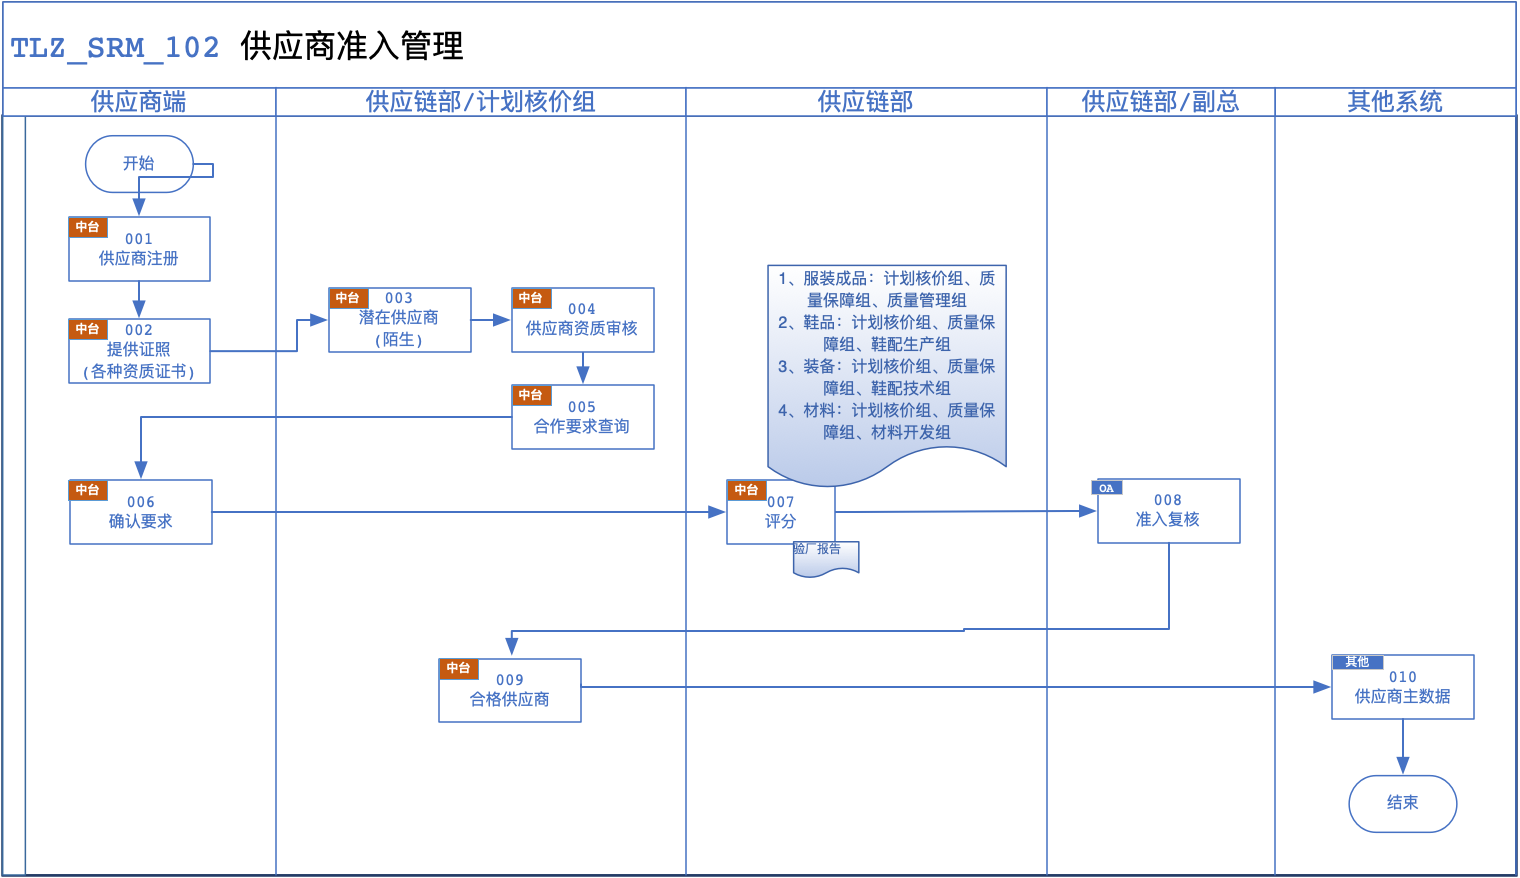 TLZ_SRM_102 供应商准入管理
供应商端
供应链部/计划核价组
供应链部
供应链部/副总
其他系统
开始
中台
001
供应商注册
中台
002
提供证照
(各种资质证书)
中台
003
潜在供应商
(陌生)
中台
004
供应商资质审核
中台
005
合作要求查询
1、服装成品：计划核价组、质
量保障组、质量管理组
2、鞋品：计划核价组、质量保
障组、鞋配生产组
3、装备：计划核价组、质量保
障组、鞋配技术组
4、材料：计划核价组、质量保
障组、材料开发组
中台
006
确认要求
中台
007
评分
验厂报告
OA
008
准入复核
中台
009
合格供应商
其他
010
供应商主数据
结束